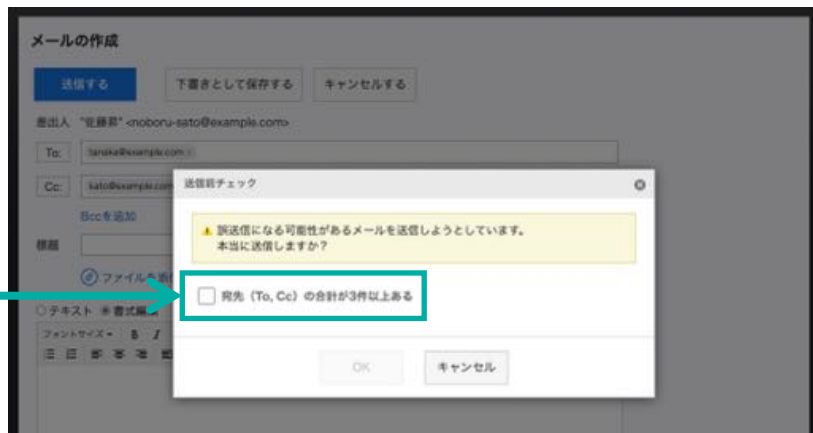 メールの作成
送信する 下書きとして保存する キャンセルする
差出人 "佐藤昇" <noboru-sato@example.com>
To: tanaka@example.com
Cc: kato@example.com
送信前チェック
Bccを追加
誤送信になる可能性があるメールを送信しようとしています。
本当に送信しますか？
標題
ファイルを添
宛先（To, Cc）の合計が3件以上ある
テキスト 書式編集
フォントサイズ B I
OK キャンセル